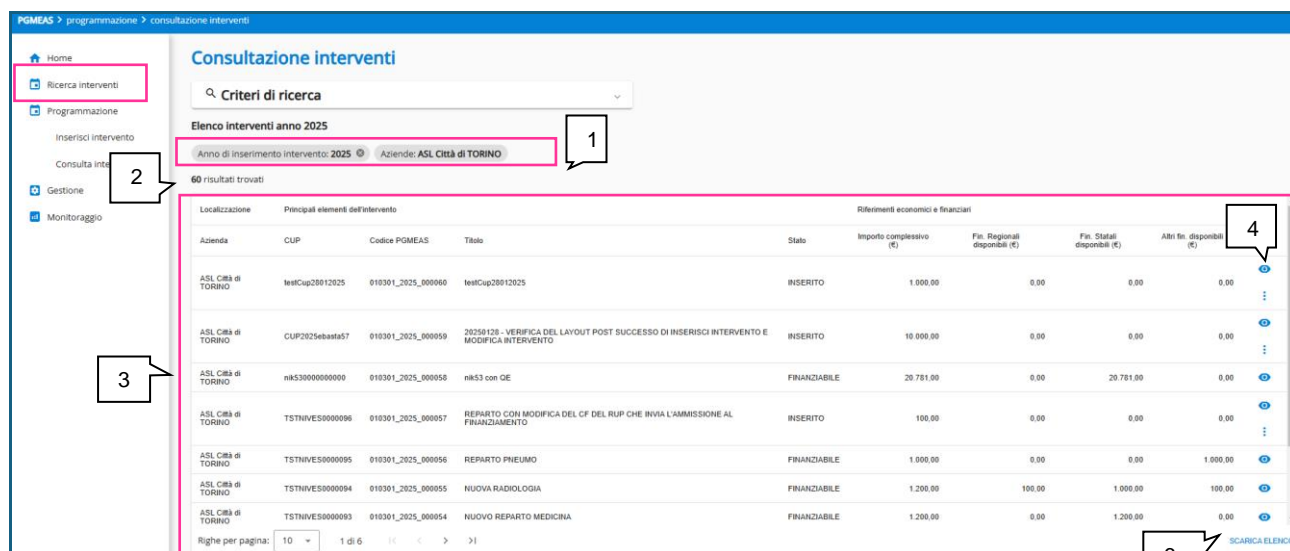 PGMEAS > programmazione > consultazione interventi
Home
Ricerca interventi
Programmazione
Inserisci intervento
Consulta inte
Gestione
Monitoraggio
Consultazione interventi
Criteri di ricerca
Elenco interventi anno 2025
1
Anno di inserimento intervento: 2025 Aziende: ASL Città di TORINO
2
60 risultati trovati
Localizzazione Principali elementi dell'intervento Riferimenti economici e finanziari
4
Azienda CUP Codice PGMEAS Titolo Stato Importo complessivo (€) Fin. Regionali disponibili (€) Fin. Statali disponibili (€) Altri fin. disponibili (€)
ASL Città di TORINO testCup28012025 010301_2025_000060 testCup28012025 INSERITO 1.000,00 0,00 0,00 0,00
ASL Città di TORINO CUP2025ebasta57 010301_2025_000059 20250128 - VERIFICA DEL LAYOUT POST SUCCESSO DI INSERISCI INTERVENTO E MODIFICA INTERVENTO INSERITO 10.000,00 0,00 0,00 0,00
3
ASL Città di TORINO nik530000000000 010301_2025_000058 nik53 con QE FINANZIABILE 20.781,00 0,00 20.781,00 0,00
ASL Città di TORINO TSTNIVES0000096 010301_2025_000057 REPARTO CON MODIFICA DEL CF DEL RUP CHE INVIA L'AMMISSIONE AL FINANZIAMENTO INSERITO 100,00 0,00 0,00 0,00
ASL Città di TORINO TSTNIVES0000095 010301_2025_000056 REPARTO PNEUMO FINANZIABILE 1.000,00 0,00 0,00 1.000,00
ASL Città di TORINO TSTNIVES0000094 010301_2025_000055 NUOVA RADIOLOGIA FINANZIABILE 1.200,00 100,00 1.000,00 100,00
ASL Città di TORINO TSTNIVES0000093 010301_2025_000054 NUOVO REPARTO MEDICINA FINANZIABILE 1.200,00 0,00 1.200,00 0,00
Righe per pagina: 10 1 di 6
SCARICA ELENCO